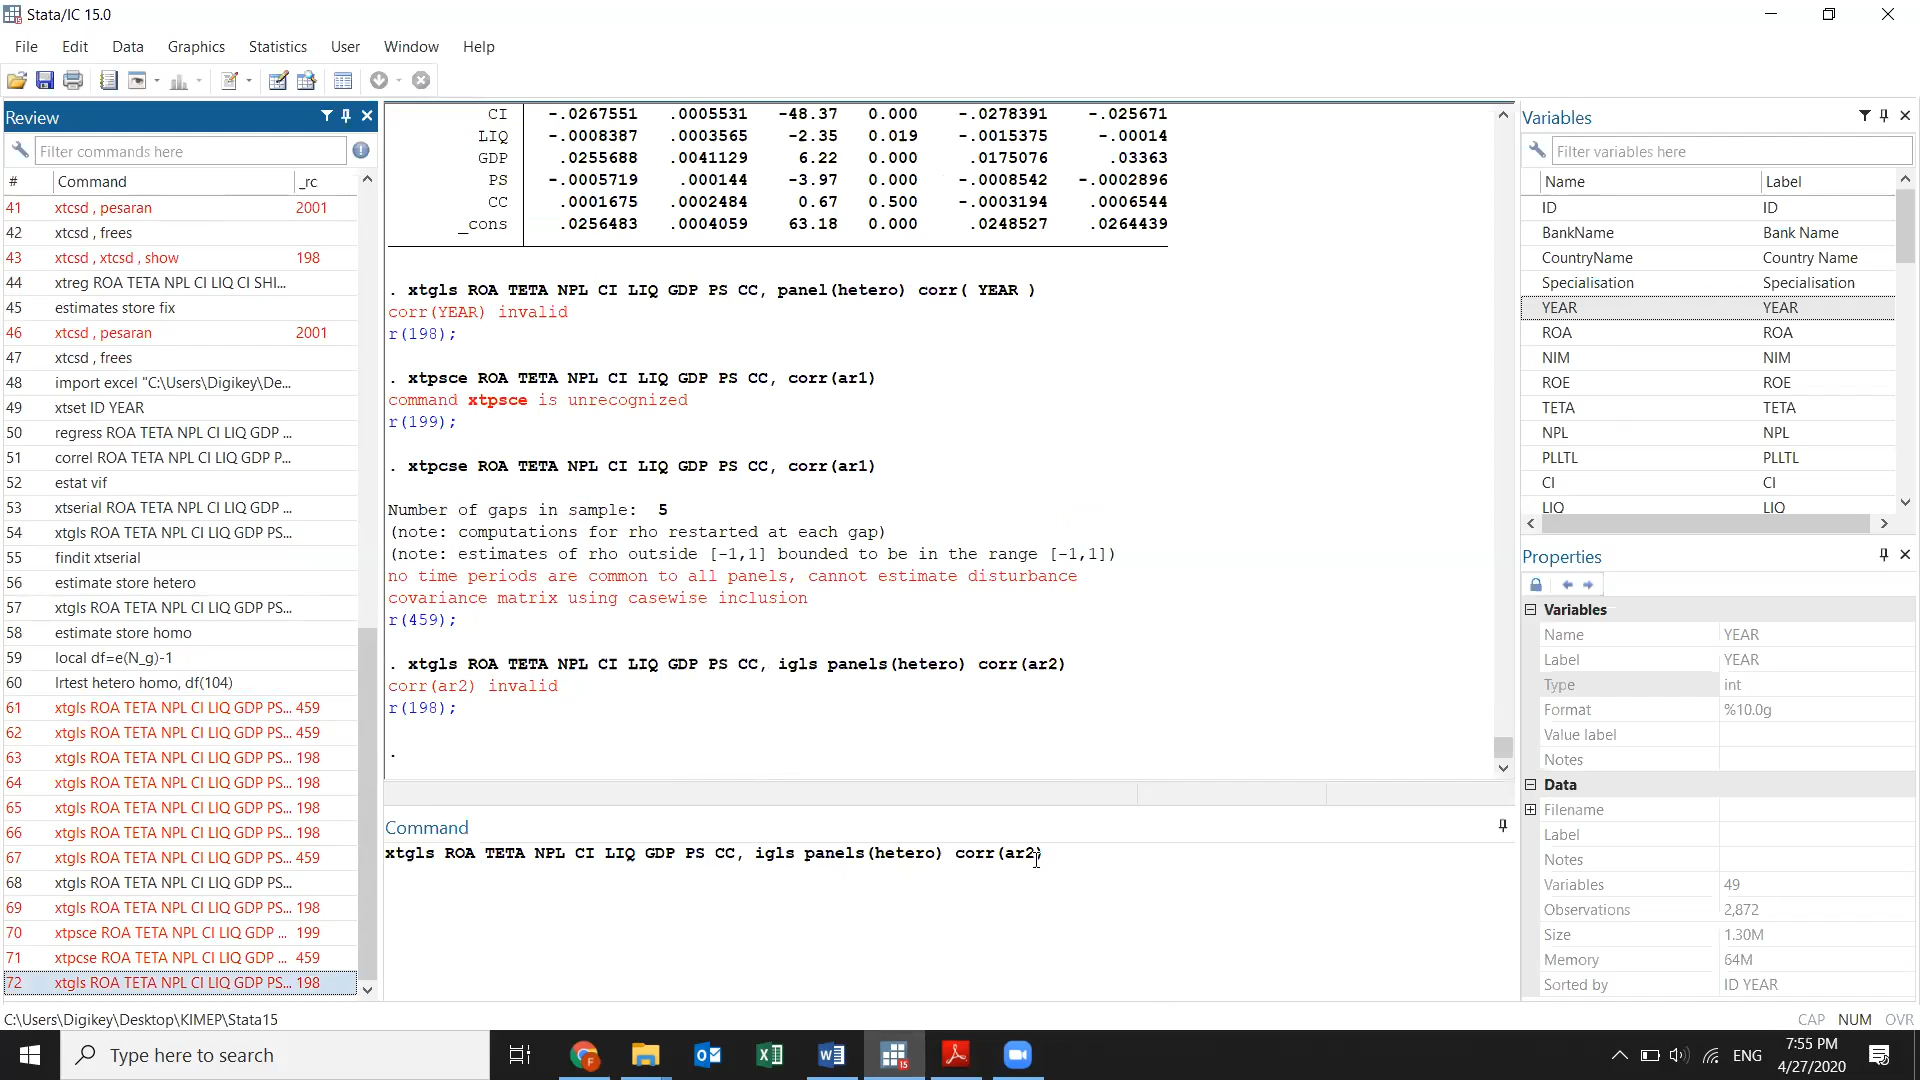 Stata/IC 15.0
File Edit Data Graphics Statistics User Window Help
Review
Filter commands here
# Command _rc
41 xtcsd , pesaran 2001
42 xtcsd , frees
43 xtcsd , xtcsd , show 198
44 xtreg ROA TETA NPL CI LIQ CI SHI...
45 estimates store fix
46 xtcsd , pesaran 2001
47 xtcsd , frees
48 import excel "C:\Users\Digikey\De...
49 xtset ID YEAR
50 regress ROA TETA NPL CI LIQ GDP ...
51 correl ROA TETA NPL CI LIQ GDP P...
52 estat vif
53 xtserial ROA TETA NPL CI LIQ GDP ...
54 xtgls ROA TETA NPL CI LIQ GDP PS...
55 findit xtserial
56 estimate store hetero
57 xtgls ROA TETA NPL CI LIQ GDP PS...
58 estimate store homo
59 local df=e(N_g)-1
60 lrtest hetero homo, df(104)
61 xtgls ROA TETA NPL CI LIQ GDP PS... 459
62 xtgls ROA TETA NPL CI LIQ GDP PS... 459
63 xtgls ROA TETA NPL CI LIQ GDP PS... 198
64 xtgls ROA TETA NPL CI LIQ GDP PS... 198
65 xtgls ROA TETA NPL CI LIQ GDP PS... 198
66 xtgls ROA TETA NPL CI LIQ GDP PS... 198
67 xtgls ROA TETA NPL CI LIQ GDP PS... 459
68 xtgls ROA TETA NPL CI LIQ GDP PS...
69 xtgls ROA TETA NPL CI LIQ GDP PS... 198
70 xtpsce ROA TETA NPL CI LIQ GDP ... 199
71 xtpcse ROA TETA NPL CI LIQ GDP ... 459
72 xtgls ROA TETA NPL CI LIQ GDP PS... 198
CI -.0267551 .0005531 -48.37 0.000 -.0278391 -.025671
LIQ -.0008387 .0003565 -2.35 0.019 -.0015375 -.00014
GDP .0255688 .0041129 6.22 0.000 .0175076 .03363
PS -.0005719 .000144 -3.97 0.000 -.0008542 -.0002896
CC .0001675 .0002484 0.67 0.500 -.0003194 .0006544
_cons .0256483 .0004059 63.18 0.000 .0248527 .0264439
. xtgls ROA TETA NPL CI LIQ GDP PS CC, panel(hetero) corr( YEAR )
corr(YEAR) invalid
r(198);
. xtpsce ROA TETA NPL CI LIQ GDP PS CC, corr(ar1)
command xtpsce is unrecognized
r(199);
. xtpcse ROA TETA NPL CI LIQ GDP PS CC, corr(ar1)
Number of gaps in sample: 5
(note: computations for rho restarted at each gap)
(note: estimates of rho outside [-1,1] bounded to be in the range [-1,1])
no time periods are common to all panels, cannot estimate disturbance
covariance matrix using casewise inclusion
r(459);
. xtgls ROA TETA NPL CI LIQ GDP PS CC, igls panels(hetero) corr(ar2)
corr(ar2) invalid
r(198);
.
Command
xtgls ROA TETA NPL CI LIQ GDP PS CC, igls panels(hetero) corr(ar2)
Variables
Filter variables here
Name Label
ID ID
BankName Bank Name
CountryName Country Name
Specialisation Specialisation
YEAR YEAR
ROA ROA
NIM NIM
ROE ROE
TETA TETA
NPL NPL
PLLTL PLLTL
CI CI
LIQ LIQ
Properties
Variables
Name YEAR
Label YEAR
Type int
Format %10.0g
Value label
Notes
Data
Filename
Label
Notes
Variables 49
Observations 2,872
Size 1.30M
Memory 64M
Sorted by ID YEAR
C:\Users\Digikey\Desktop\KIMEP\Stata15
CAP NUM OVR
Type here to search
ENG
7:55 PM
4/27/2020